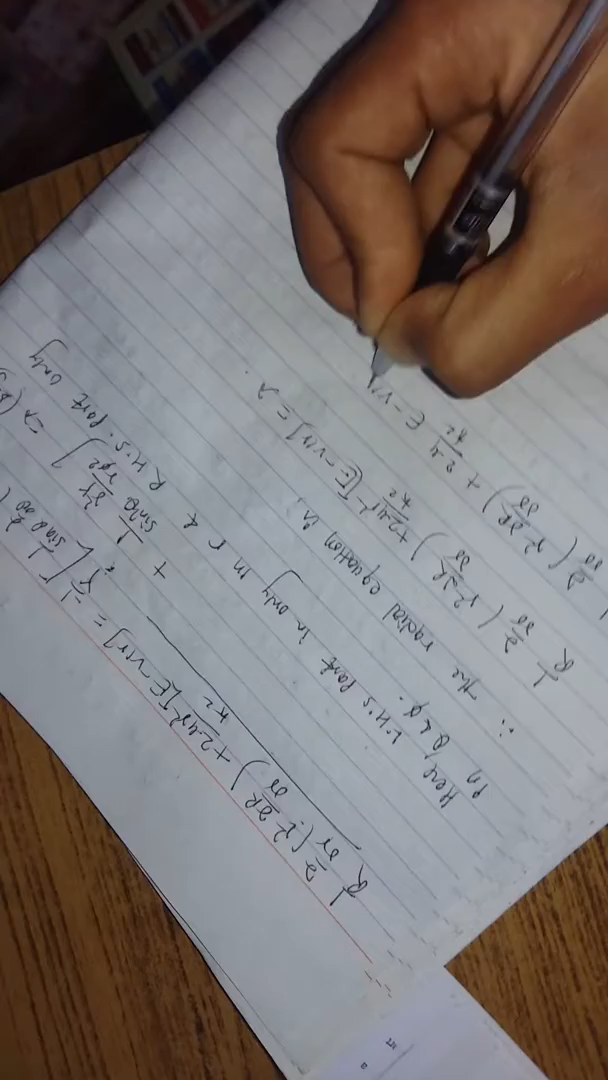 1/R ∂/∂r (r² ∂R/∂r) + 2μr²/ħ² [E - V(r)] = -1/Y [ 1/sinθ ∂/∂θ (
+ 1/sin²θ ∂²Y/∂φ² ] = λ
Here L.H.S part in only in r & R.H.S. part only
in θ & φ.
∴ The radial equation is,
1/R ∂/∂r (r² ∂R/∂r) + 2μr²/ħ² [E - V(r)] = λ
∂/∂r (r² ∂R/∂r) + 2μ/ħ² E - V